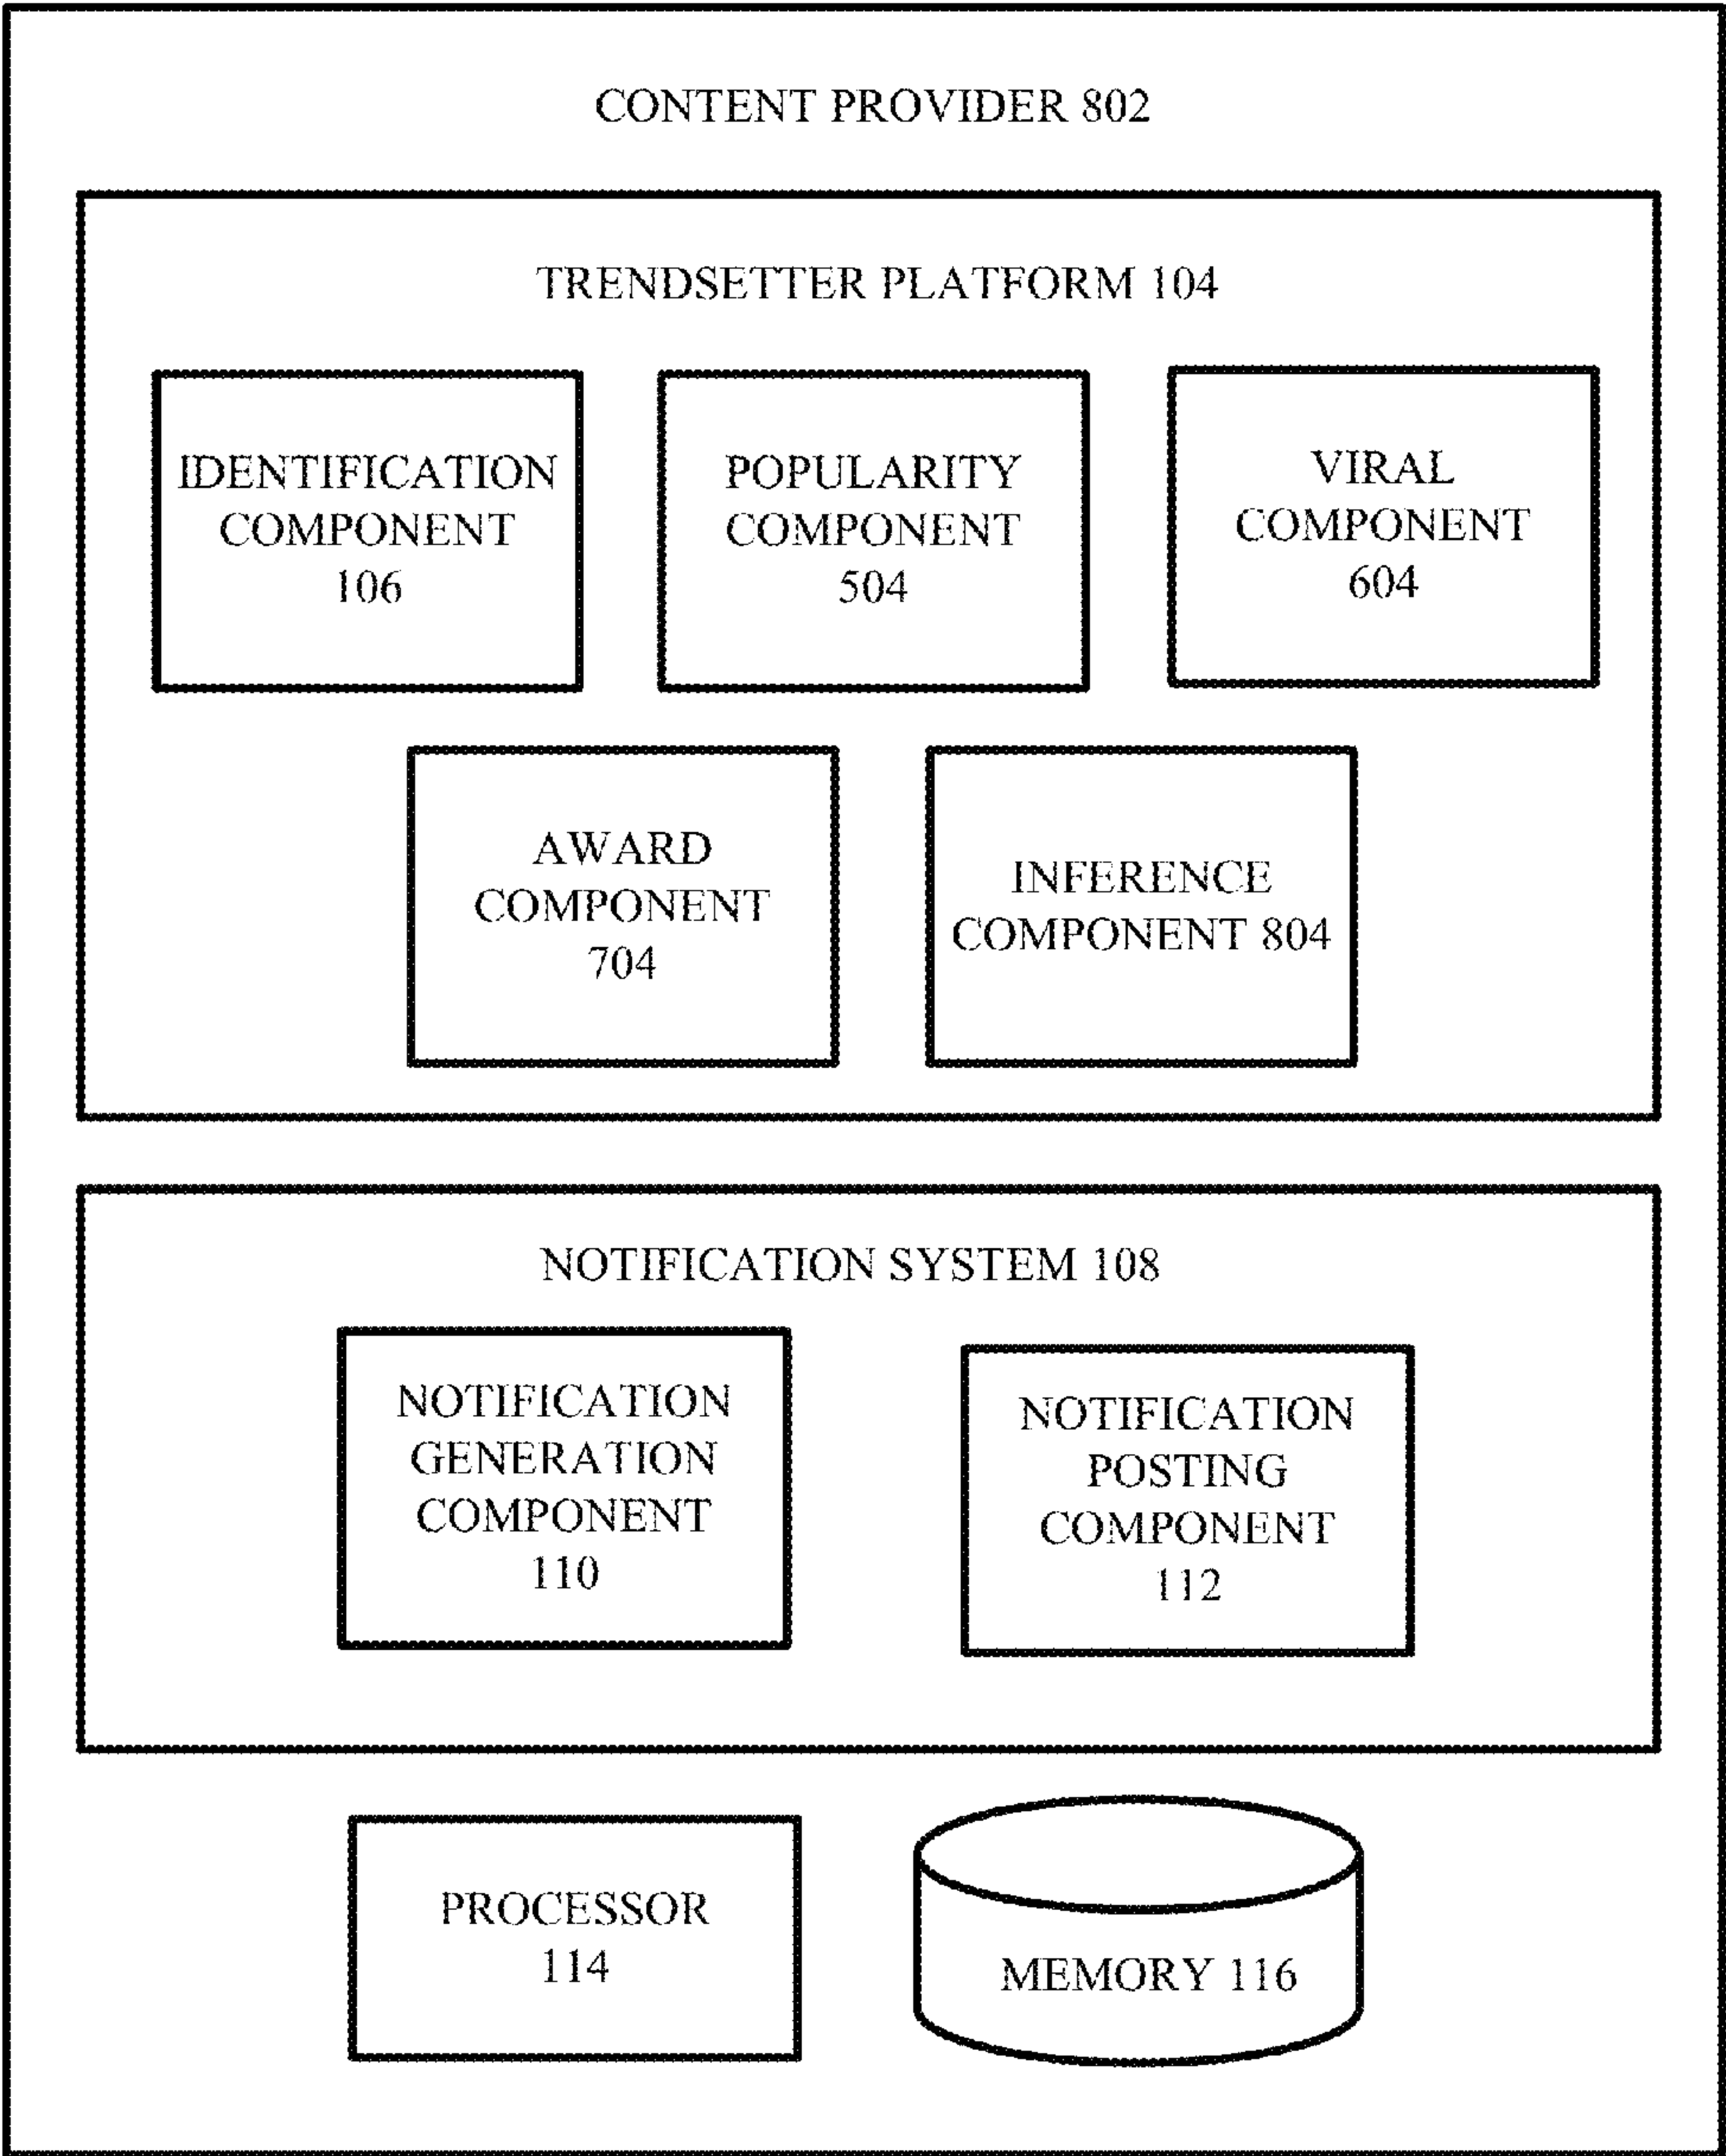 CONTENT PROVIDER 802
TRENDSETTER PLATFORM 104
IDENTIFICATION
COMPONENT
106
POPULARITY
COMPONENT
504
VIRAL
COMPONENT
604
AWARD
COMPONENT
704
INFERENCE
COMPONENT 804
NOTIFICATION SYSTEM 108
NOTIFICATION
GENERATION
COMPONENT
110
NOTIFICATION
POSTING
COMPONENT
112
PROCESSOR
114
MEMORY 116